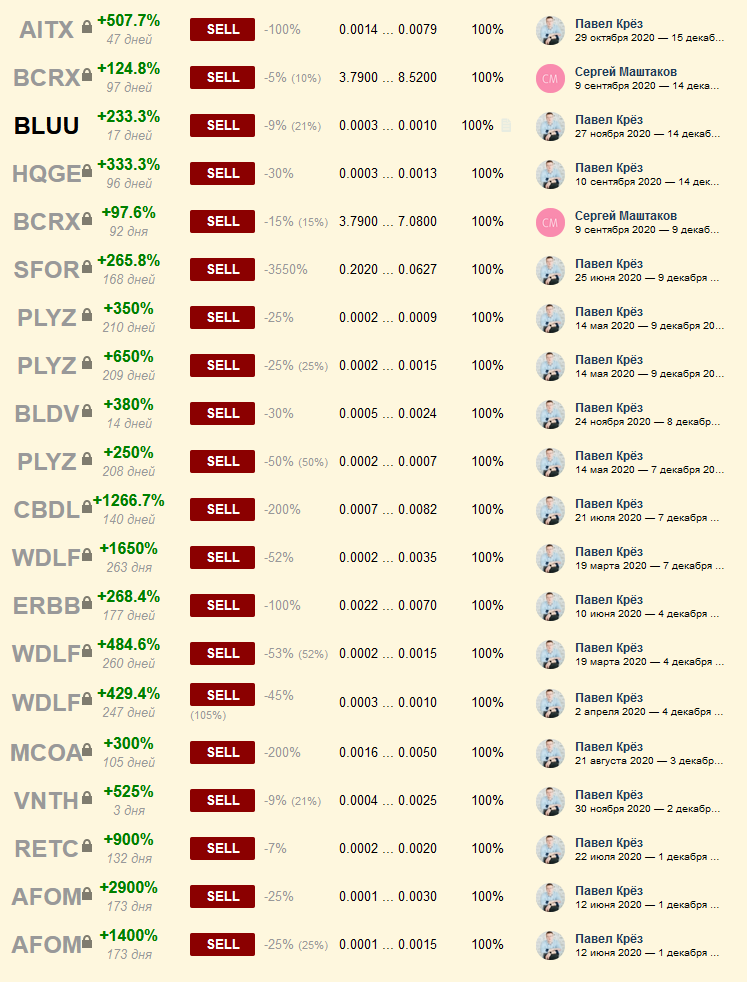 AITX +507.7% SELL -100% 0.0014 ... 0.0079 100% Павел Крёз
47 дней 29 октября 2020 — 15 декаб...
BCRX +124.8% SELL -5% (10%) 3.7900 ... 8.5200 100% СМ Сергей Маштаков
97 дней 9 сентября 2020 — 14 дека...
BLUU +233.3% SELL -9% (21%) 0.0003 ... 0.0010 100% Павел Крёз
17 дней 27 ноября 2020 — 14 декаб...
HQGE +333.3% SELL -30% 0.0003 ... 0.0013 100% Павел Крёз
96 дней 10 сентября 2020 — 14 дек...
BCRX +97.6% SELL -15% (15%) 3.7900 ... 7.0800 100% СМ Сергей Маштаков
92 дня 9 сентября 2020 — 9 декаб...
SFOR +265.8% SELL -3550% 0.2020 ... 0.0627 100% Павел Крёз
168 дней 25 июня 2020 — 9 декабря ...
PLYZ +350% SELL -25% 0.0002 ... 0.0009 100% Павел Крёз
210 дней 14 мая 2020 — 9 декабря 20...
PLYZ +650% SELL -25% (25%) 0.0002 ... 0.0015 100% Павел Крёз
209 дней 14 мая 2020 — 9 декабря 20...
BLDV +380% SELL -30% 0.0005 ... 0.0024 100% Павел Крёз
14 дней 24 ноября 2020 — 8 декабр...
PLYZ +250% SELL -50% (50%) 0.0002 ... 0.0007 100% Павел Крёз
208 дней 14 мая 2020 — 7 декабря 20...
CBDL +1266.7% SELL -200% 0.0007 ... 0.0082 100% Павел Крёз
140 дней 21 июля 2020 — 7 декабря ...
WDLF +1650% SELL -52% 0.0002 ... 0.0035 100% Павел Крёз
263 дня 19 марта 2020 — 7 декабря ...
ERBB +268.4% SELL -100% 0.0022 ... 0.0070 100% Павел Крёз
177 дней 10 июня 2020 — 4 декабря ...
WDLF +484.6% SELL -53% (52%) 0.0002 ... 0.0015 100% Павел Крёз
260 дней 19 марта 2020 — 4 декабря ...
WDLF +429.4% SELL -45% 0.0003 ... 0.0010 100% Павел Крёз
247 дней (105%) 2 апреля 2020 — 4 декабря ...
MCOA +300% SELL -200% 0.0016 ... 0.0050 100% Павел Крёз
105 дней 21 августа 2020 — 3 декабр...
VNTH +525% SELL -9% (21%) 0.0004 ... 0.0025 100% Павел Крёз
3 дня 30 ноября 2020 — 2 декабр...
RETC +900% SELL -7% 0.0002 ... 0.0020 100% Павел Крёз
132 дня 22 июля 2020 — 1 декабря ...
AFOM +2900% SELL -25% 0.0001 ... 0.0030 100% Павел Крёз
173 дня 12 июня 2020 — 1 декабря ...
AFOM +1400% SELL -25% (25%) 0.0001 ... 0.0015 100% Павел Крёз
173 дня 12 июня 2020 — 1 декабря ...